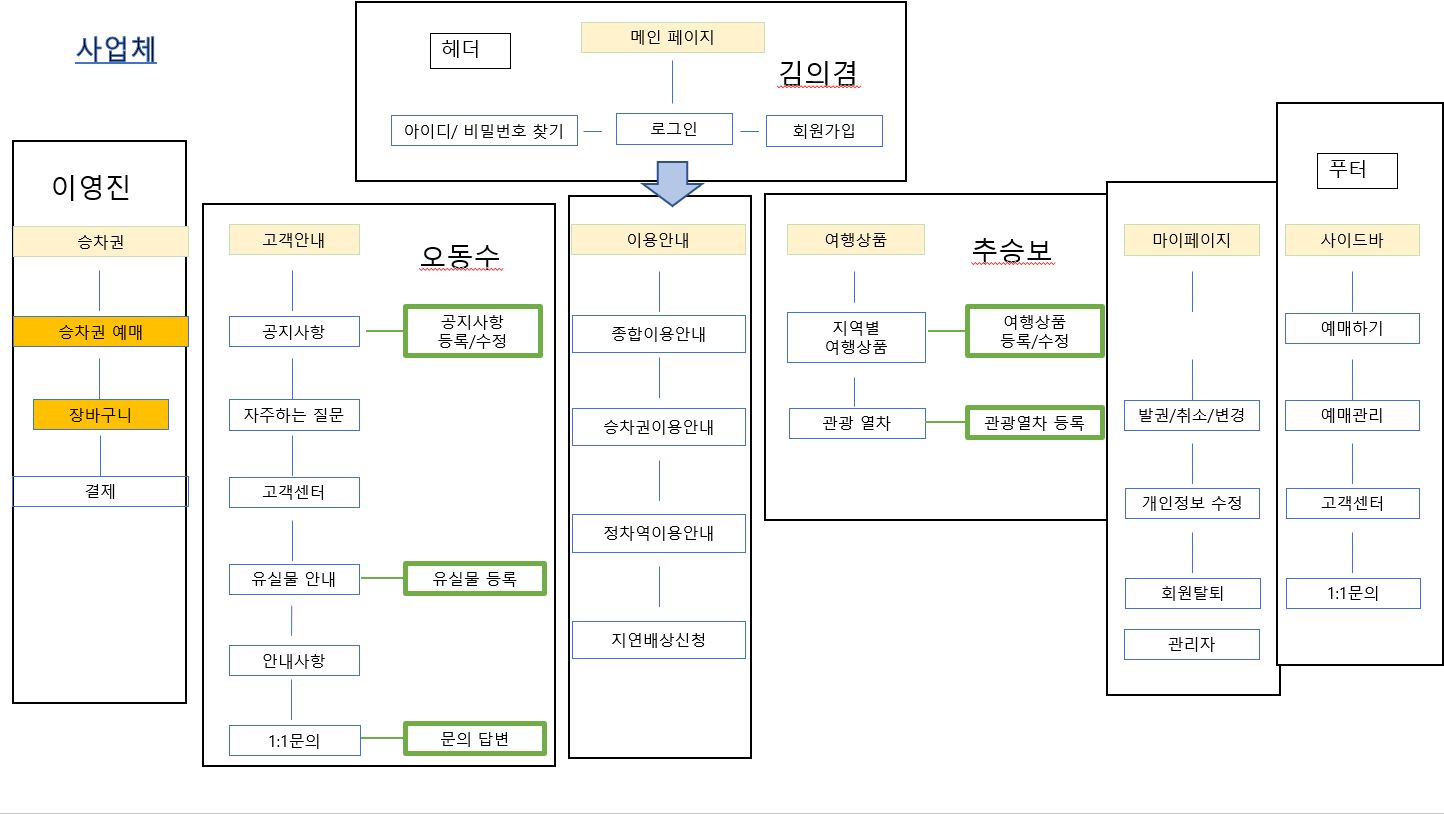 사업체
헤더
메인 페이지
김의겸
아이디/ 비밀번호 찾기
로그인
회원가입
이영진
승차권
승차권 예매
장바구니
결제
고객안내
오동수
공지사항
공지사항
등록/수정
자주하는 질문
고객센터
유실물 안내
유실물 등록
안내사항
1:1문의
문의 답변
이용안내
종합이용안내
승차권이용안내
정차역이용안내
지연배상신청
여행상품
추승보
지역별
여행상품
여행상품
등록/수정
관광 열차
관광열차 등록
마이페이지
발권/취소/변경
개인정보 수정
회원탈퇴
관리자
푸터
사이드바
예매하기
예매관리
고객센터
1:1문의